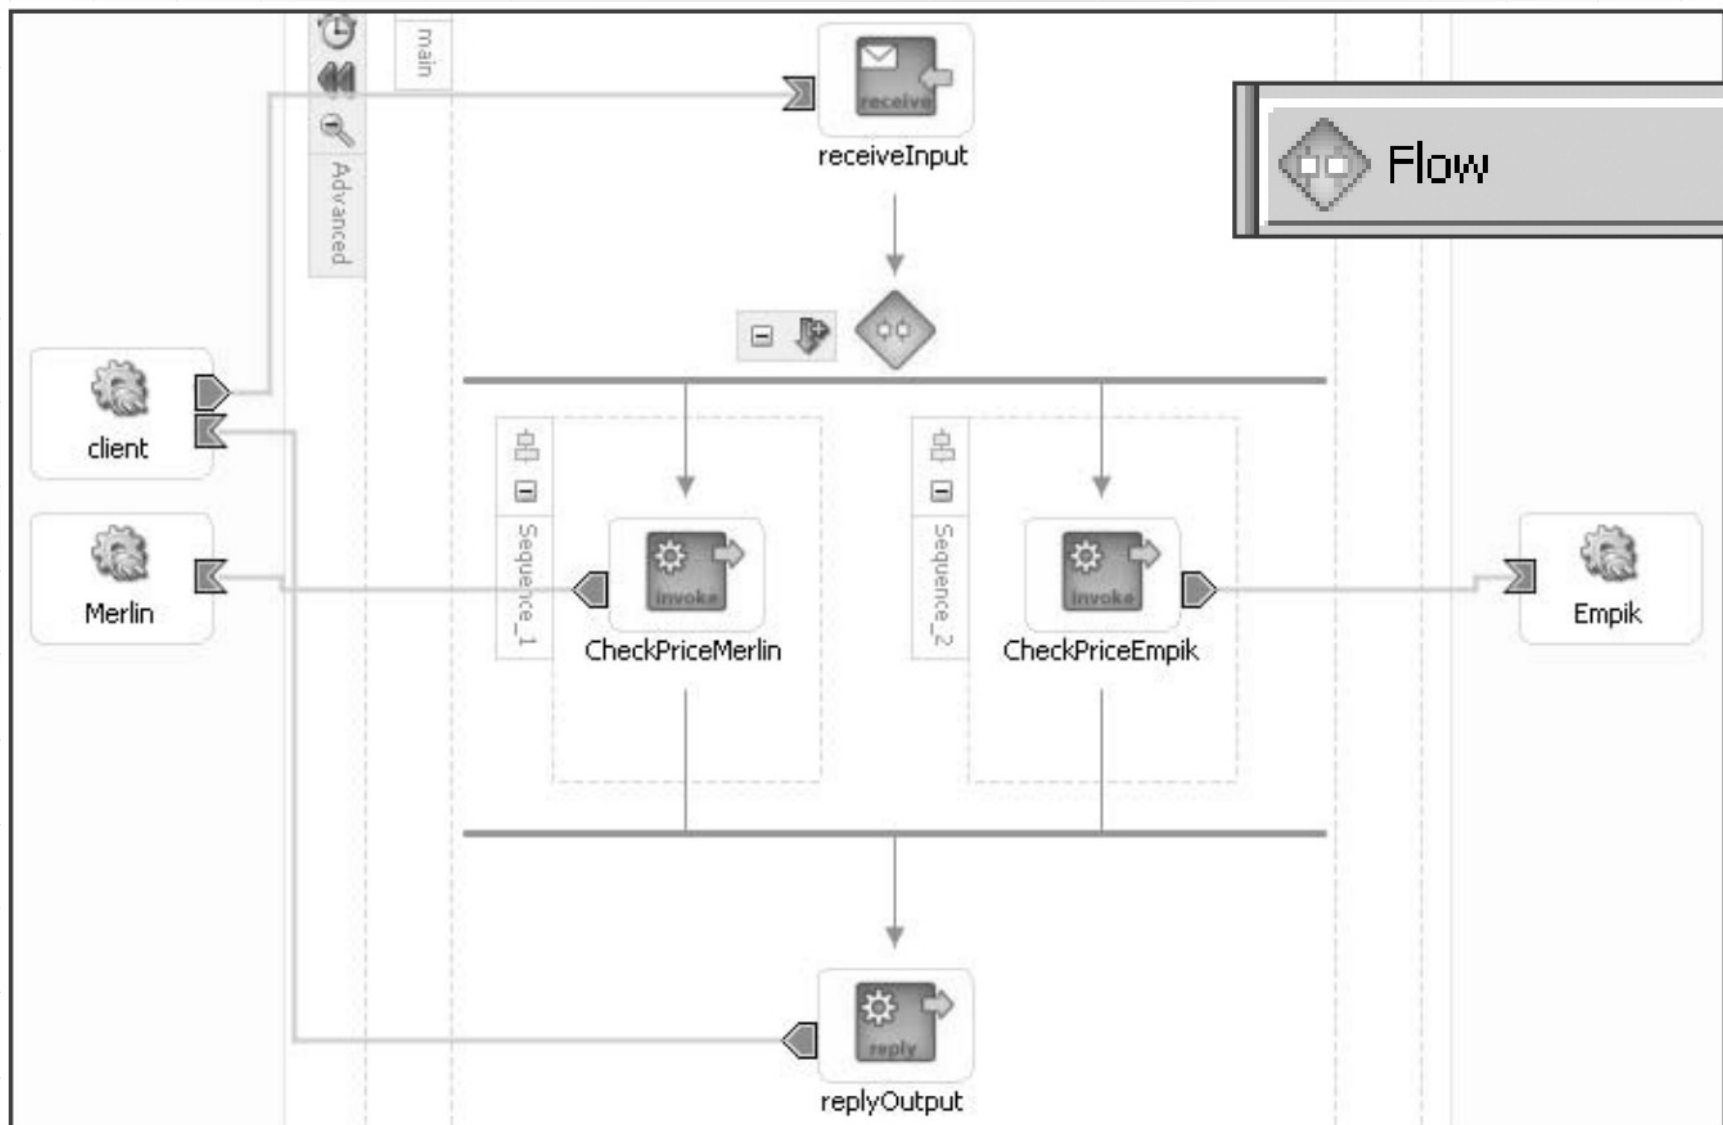 main
receive
receiveInput
Flow
Advanced
client
Merlin
Sequence_1
invoke
CheckPriceMerlin
Sequence_2
invoke
CheckPriceEmpik
Empik
reply
replyOutput